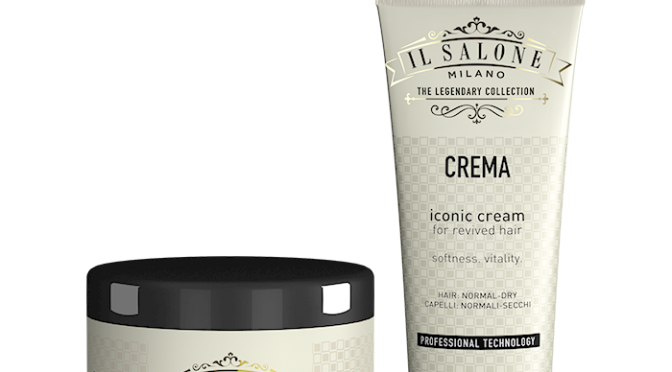 IL SALONE
MILANO
THE LEGENDARY COLLECTION
CREMA
iconic cream
for revived hair
softness, vitality.
HAIR: NORMAL-DRY
CAPELLI: NORMALI-SECCHI
PROFESSIONAL TECHNOLOGY